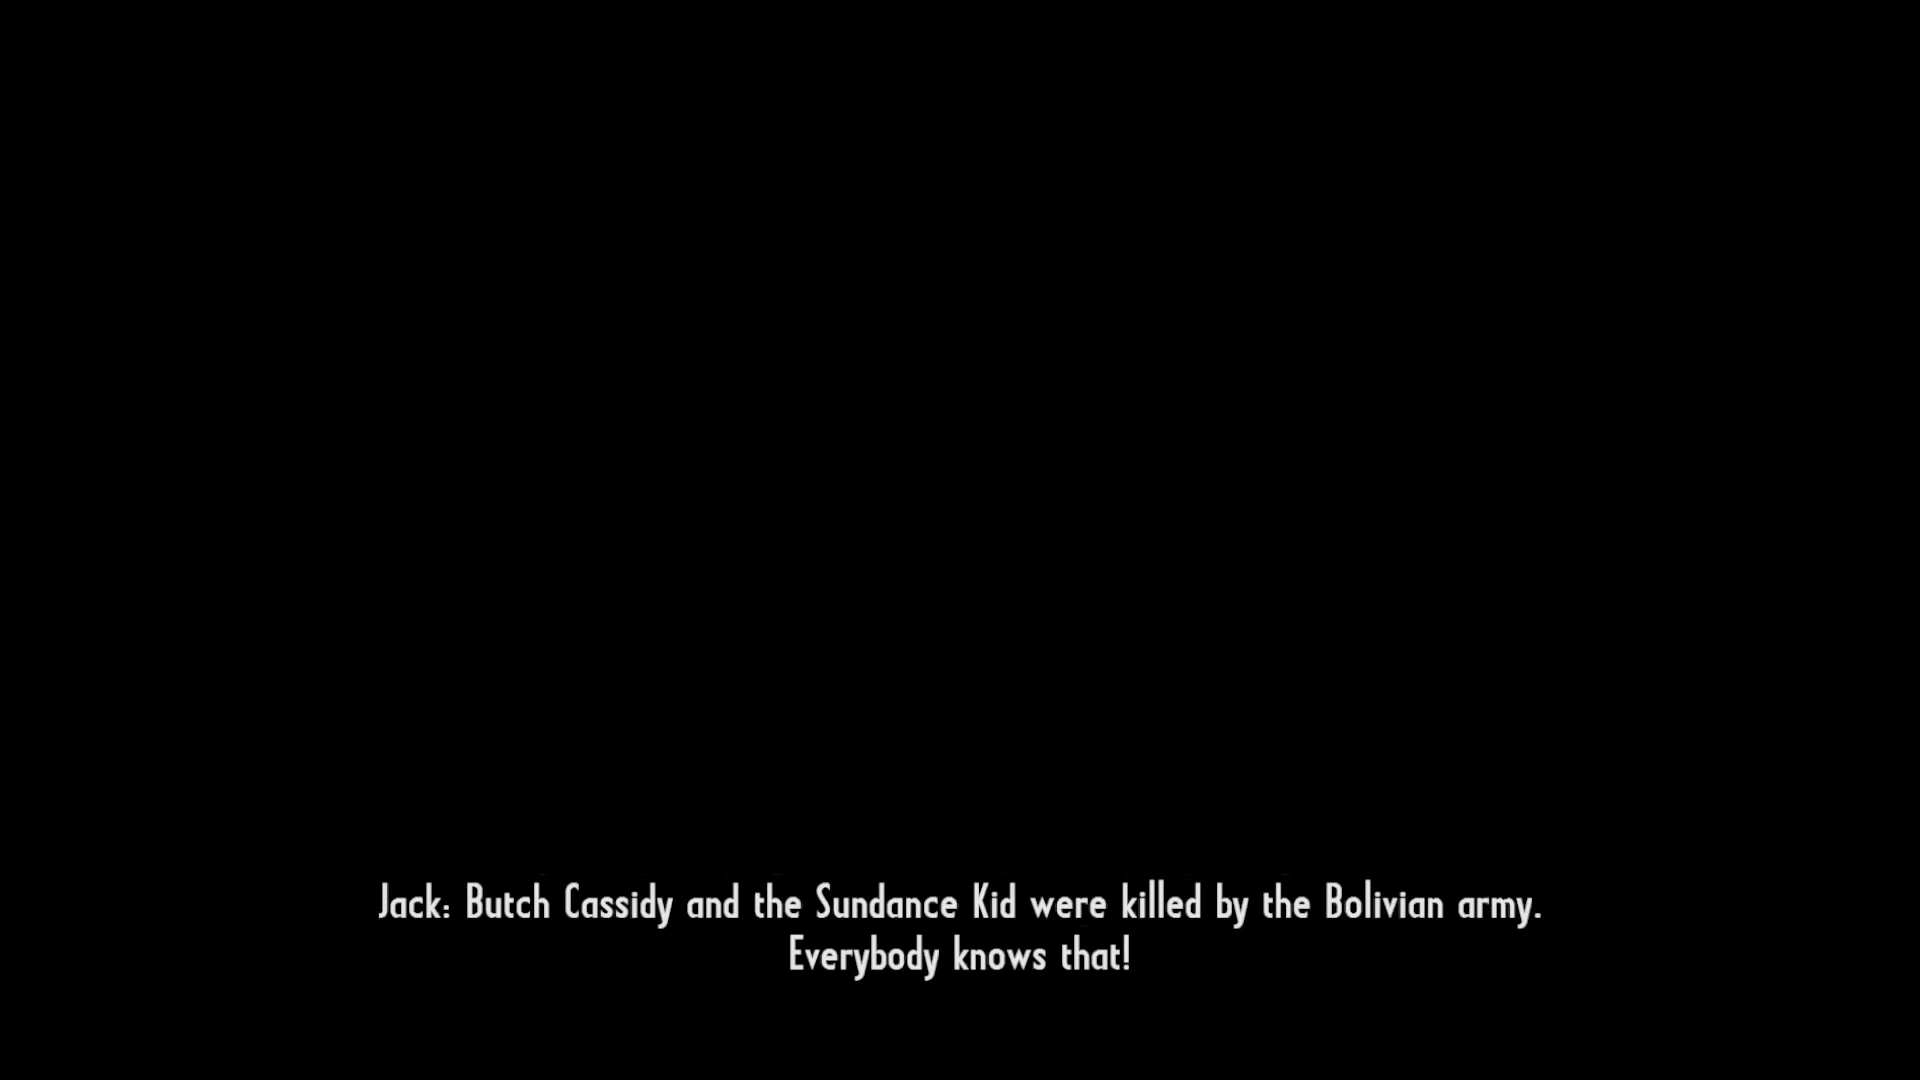 Jack: Butch Cassidy and the Sundance Kid were killed by the Bolivian army.
Everybody knows that!